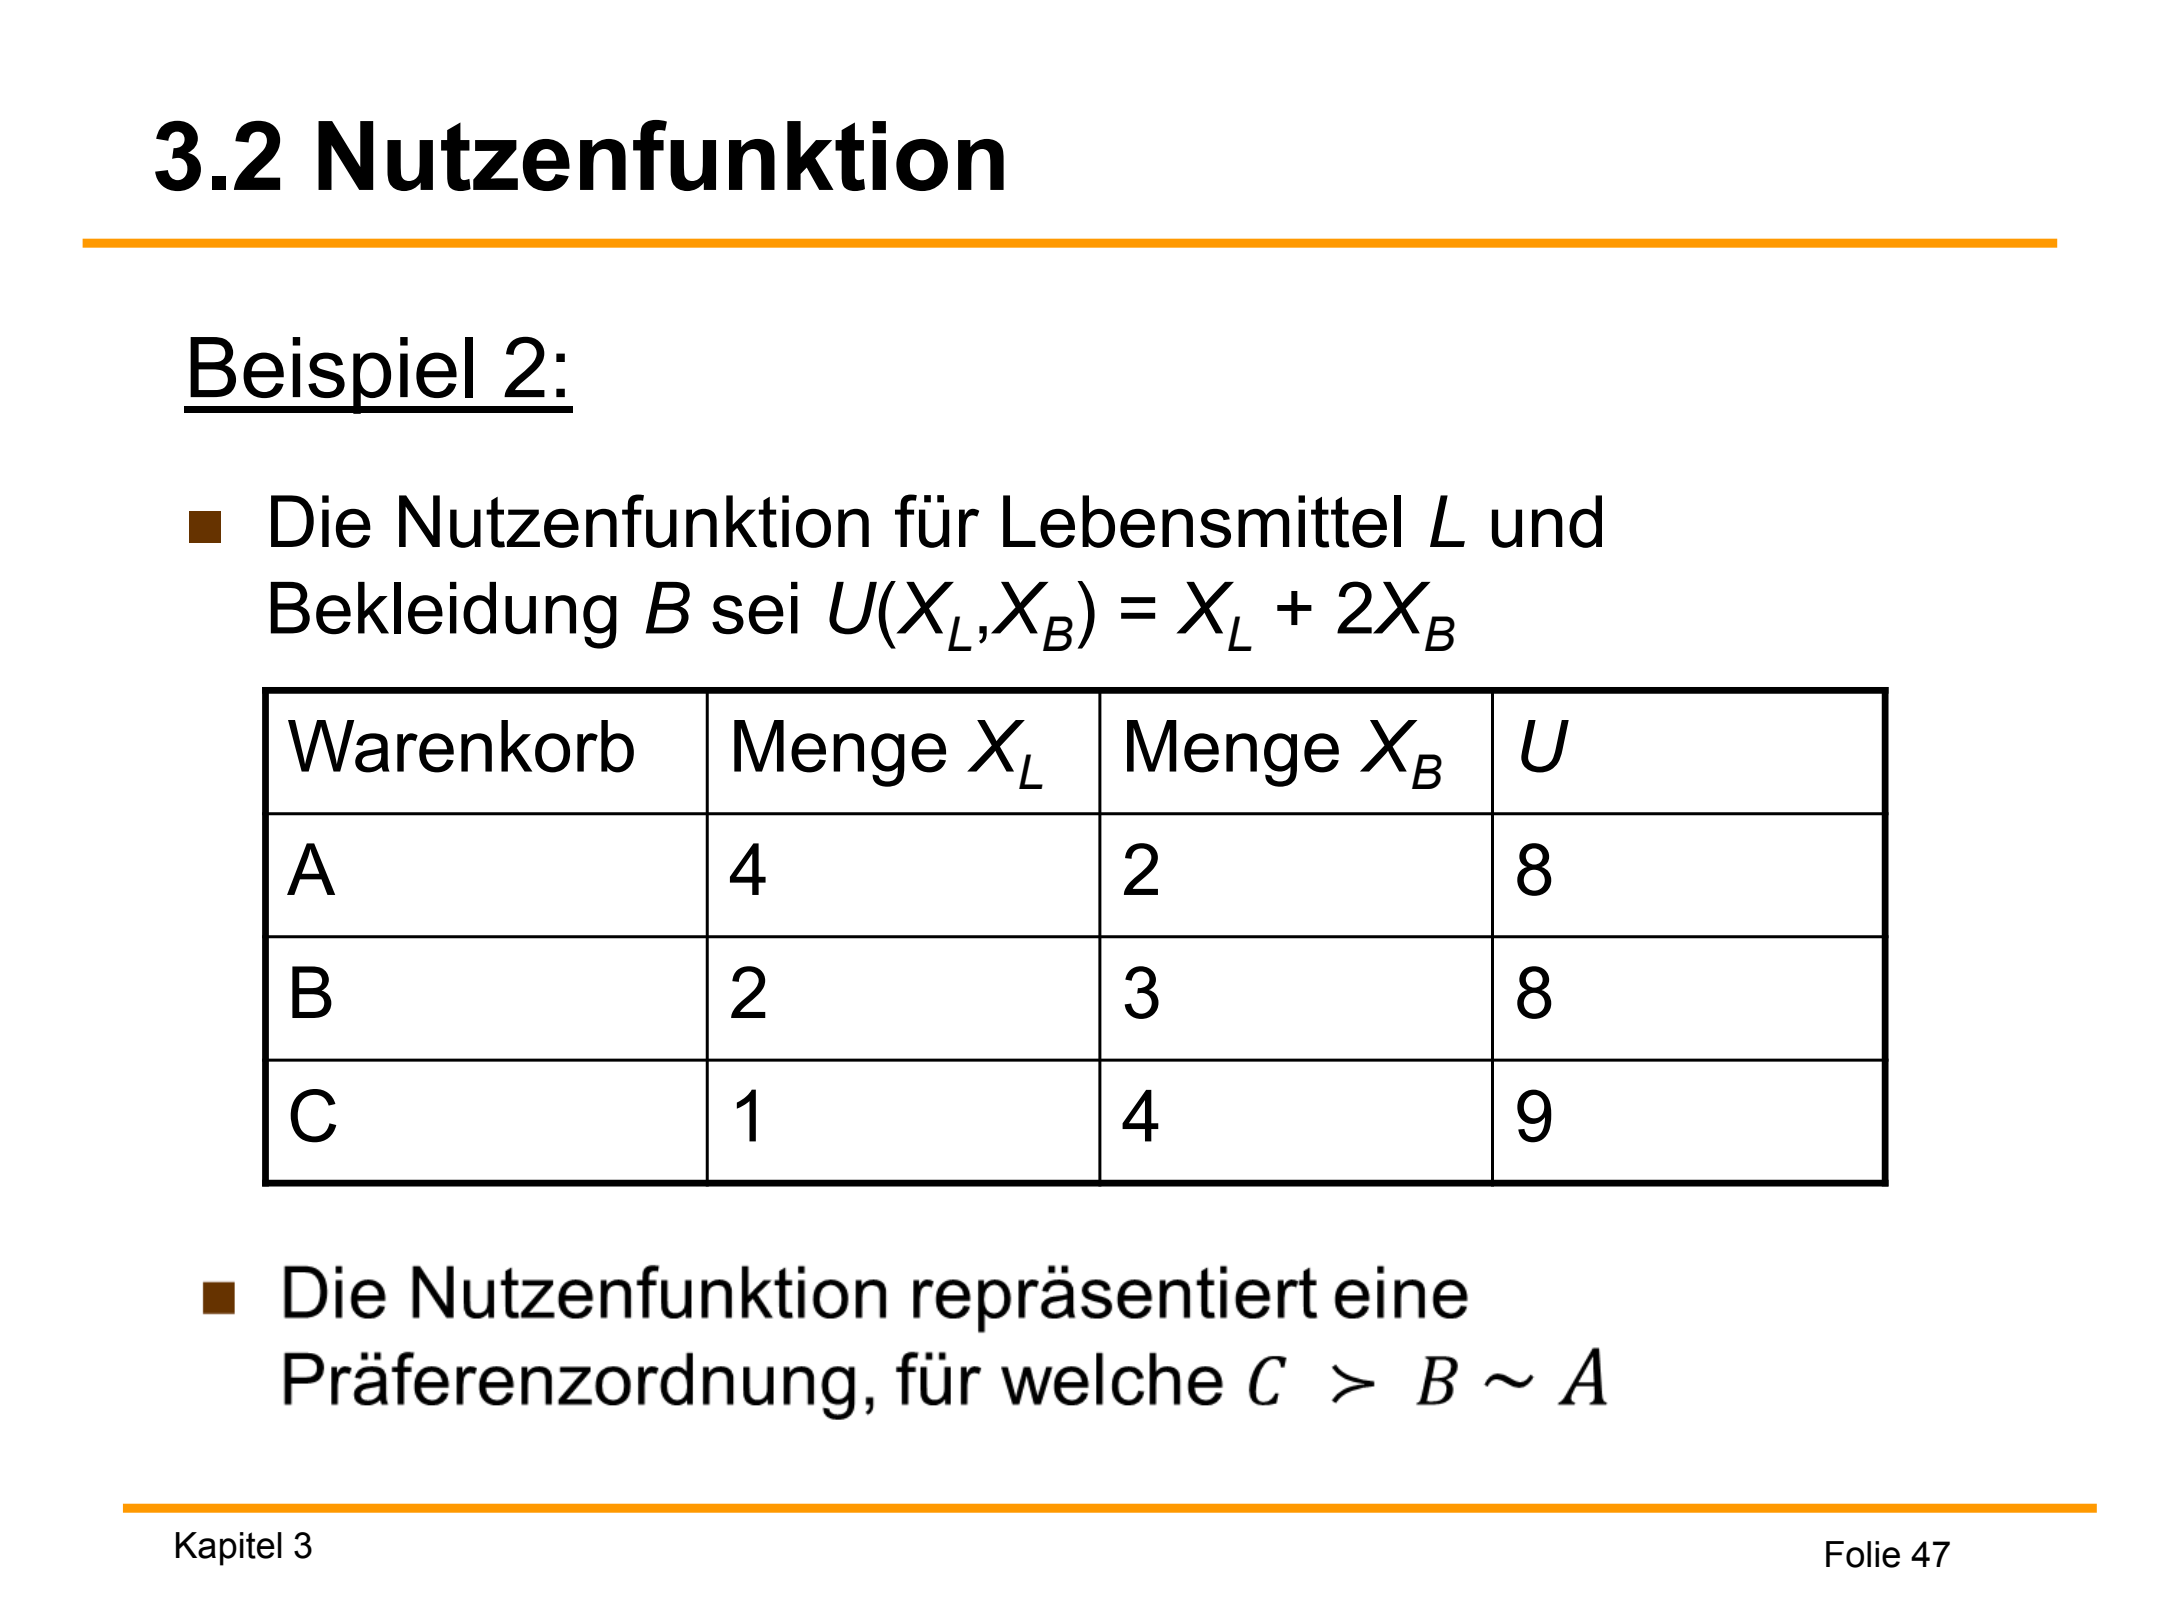 3.2 Nutzenfunktion
Beispiel 2:
Die Nutzenfunktion für Lebensmittel L und
Bekleidung B sei U(X_L,X_B) = X_L + 2X_B
Warenkorb Menge X_L Menge X_B U
A 4 2 8
B 2 3 8
C 1 4 9
Die Nutzenfunktion repräsentiert eine
Präferenzordnung, für welche C ≻ B ~ A
Kapitel 3
Folie 47